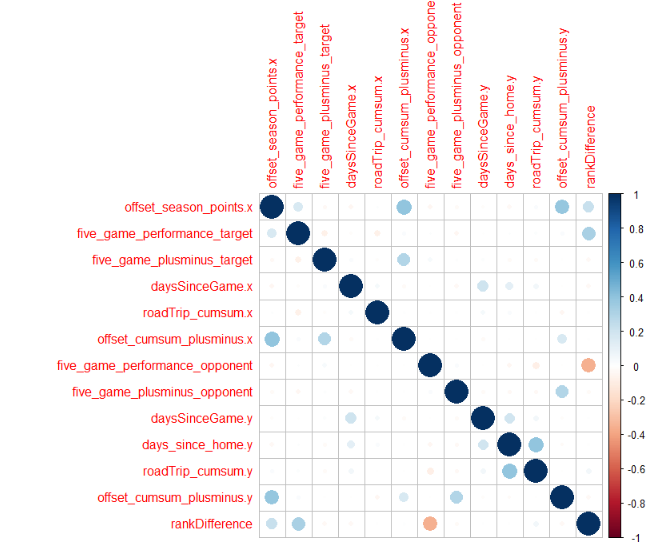 offset_season_points.x
five_game_performance_target
five_game_plusminus_target
daysSinceGame.x
roadTrip_cumsum.x
offset_cumsum_plusminus.x
five_game_performance_oppone
five_game_plusminus_opponent
daysSinceGame.y
days_since_home.y
roadTrip_cumsum.y
offset_cumsum_plusminus.y
rankDifference
offset_season_points.x
five_game_performance_target
five_game_plusminus_target
daysSinceGame.x
roadTrip_cumsum.x
offset_cumsum_plusminus.x
five_game_performance_opponent
five_game_plusminus_opponent
daysSinceGame.y
days_since_home.y
roadTrip_cumsum.y
offset_cumsum_plusminus.y
rankDifference
1
0.8
0.6
0.4
0.2
0
-0.2
-0.4
-0.6
-0.8
-1